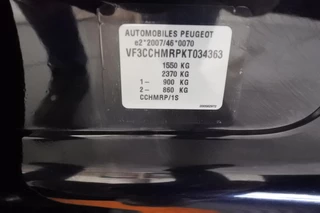 AUTOMOBILES PEUGEOT
e2*2007/46*0070
VF3CCHMRPKT034363
1550 KG
2370 KG
1- 900 KG
2- 860 KG
CCHMRP/1S